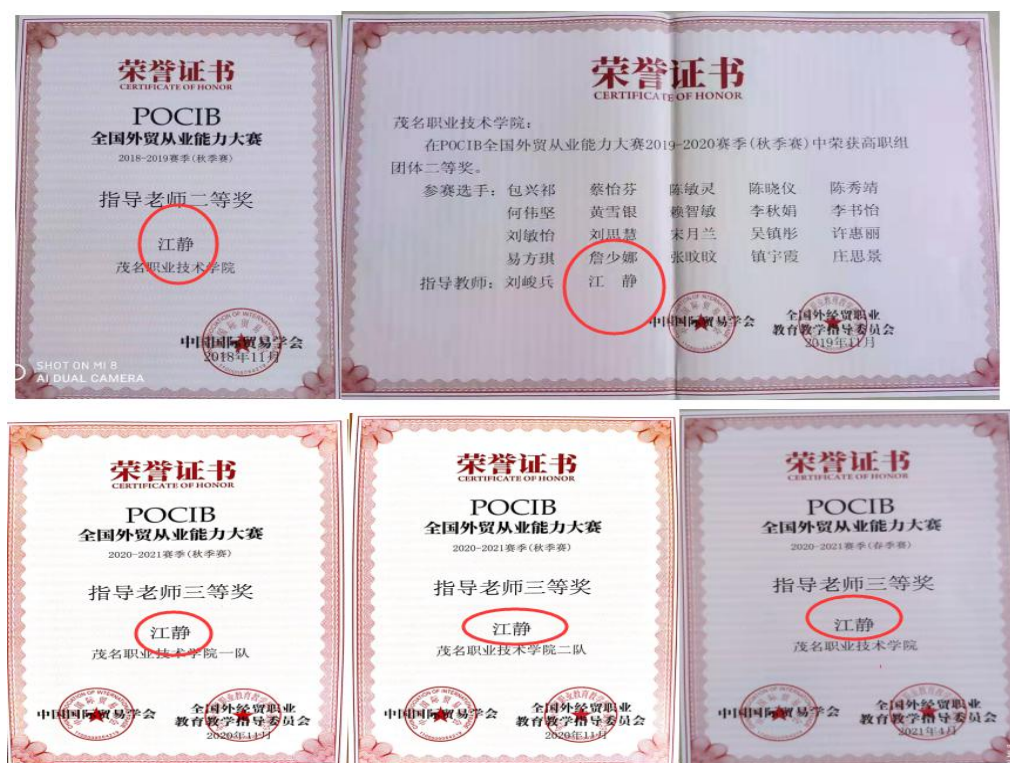 荣誉证书
CERTIFICATE OF HONOR
POCIB
全国外贸从业能力大赛
2018-2019赛季(秋季赛)
指导老师二等奖
江静
茂名职业技术学院
中国国际贸易学会
2018年11月
SHOT ON MI 8
AI DUAL CAMERA
荣誉证书
CERTIFICATE OF HONOR
茂名职业技术学院：
在POCIB全国外贸从业能力大赛2019-2020赛季(秋季赛)中荣获高职组
团体二等奖。
参赛选手：包兴祁 蔡怡芬 陈敏灵 陈晓仪 陈秀靖
何伟坚 黄雪银 赖智敏 李秋娟 李书怡
刘敏怡 刘思慧 宋月兰 吴镇彤 许惠丽
易方琪 詹少娜 张旼旼 镇宇霞 庄思景
指导教师：刘峻兵 江 静
中国国际贸易学会
全国外经贸职业
教育教学指导委员会
2019年11月
荣誉证书
CERTIFICATE OF HONOR
POCIB
全国外贸从业能力大赛
2020-2021赛季(秋季赛)
指导老师三等奖
江静
茂名职业技术学院一队
中国国际贸易学会
全国外经贸职业
教育教学指导委员会
2020年11月
荣誉证书
CERTIFICATE OF HONOR
POCIB
全国外贸从业能力大赛
2020-2021赛季(秋季赛)
指导老师三等奖
江静
茂名职业技术学院二队
中国国际贸易学会
全国外经贸职业
教育教学指导委员会
2020年11月
荣誉证书
CERTIFICATE OF HONOR
POCIB
全国外贸从业能力大赛
2020-2021赛季(春季赛)
指导老师三等奖
江静
茂名职业技术学院
中国国际贸易学会
全国外经贸职业
教育教学指导委员会
2021年4月